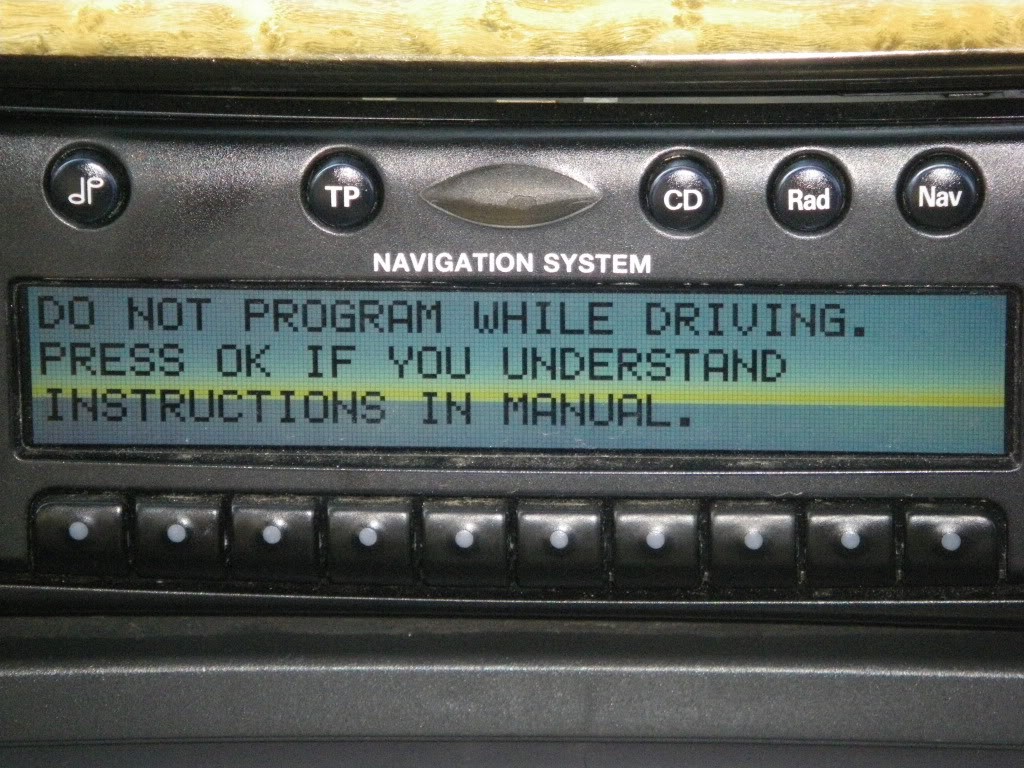 TP
CD
Rad
Nav
NAVIGATION SYSTEM
DO NOT PROGRAM WHILE DRIVING.
PRESS OK IF YOU UNDERSTAND
INSTRUCTIONS IN MANUAL.